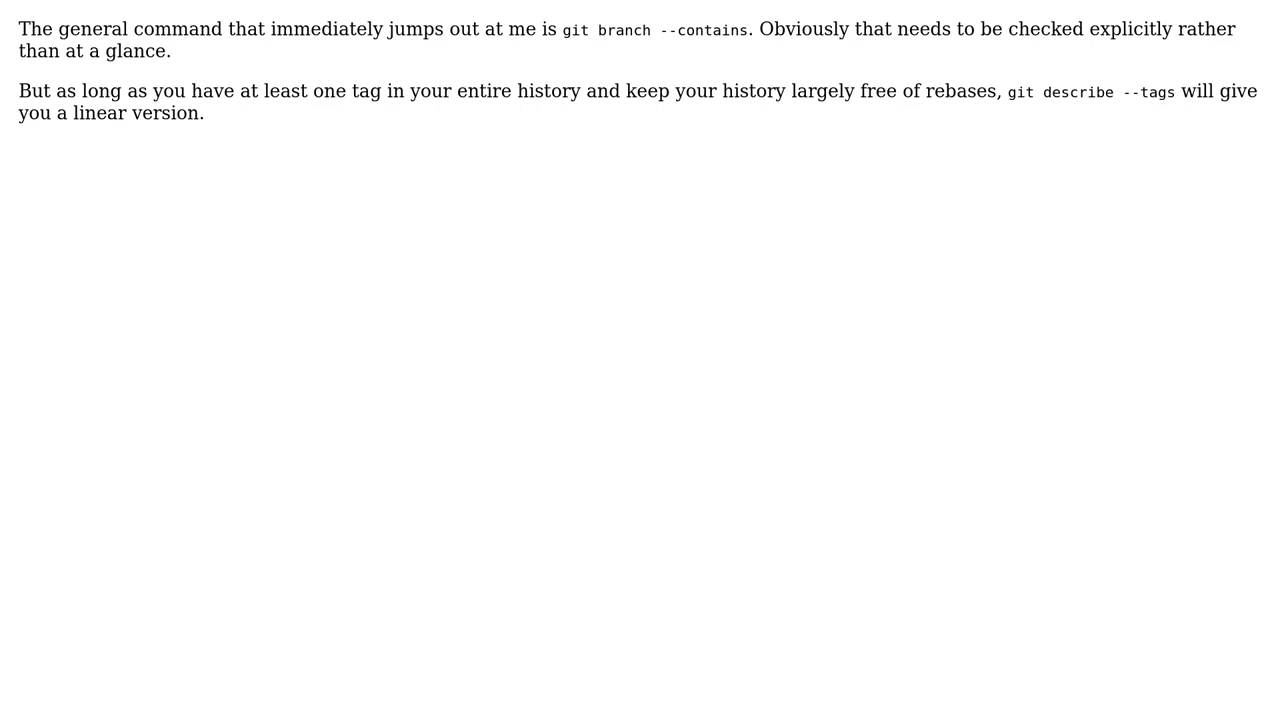 The general command that immediately jumps out at me is git branch --contains. Obviously that needs to be checked explicitly rather
than at a glance.
But as long as you have at least one tag in your entire history and keep your history largely free of rebases, git describe --tags will give
you a linear version.